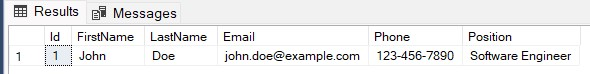 Results Messages
Id FirstName LastName Email Phone Position
1 1 John Doe john.doe@example.com 123-456-7890 Software Engineer